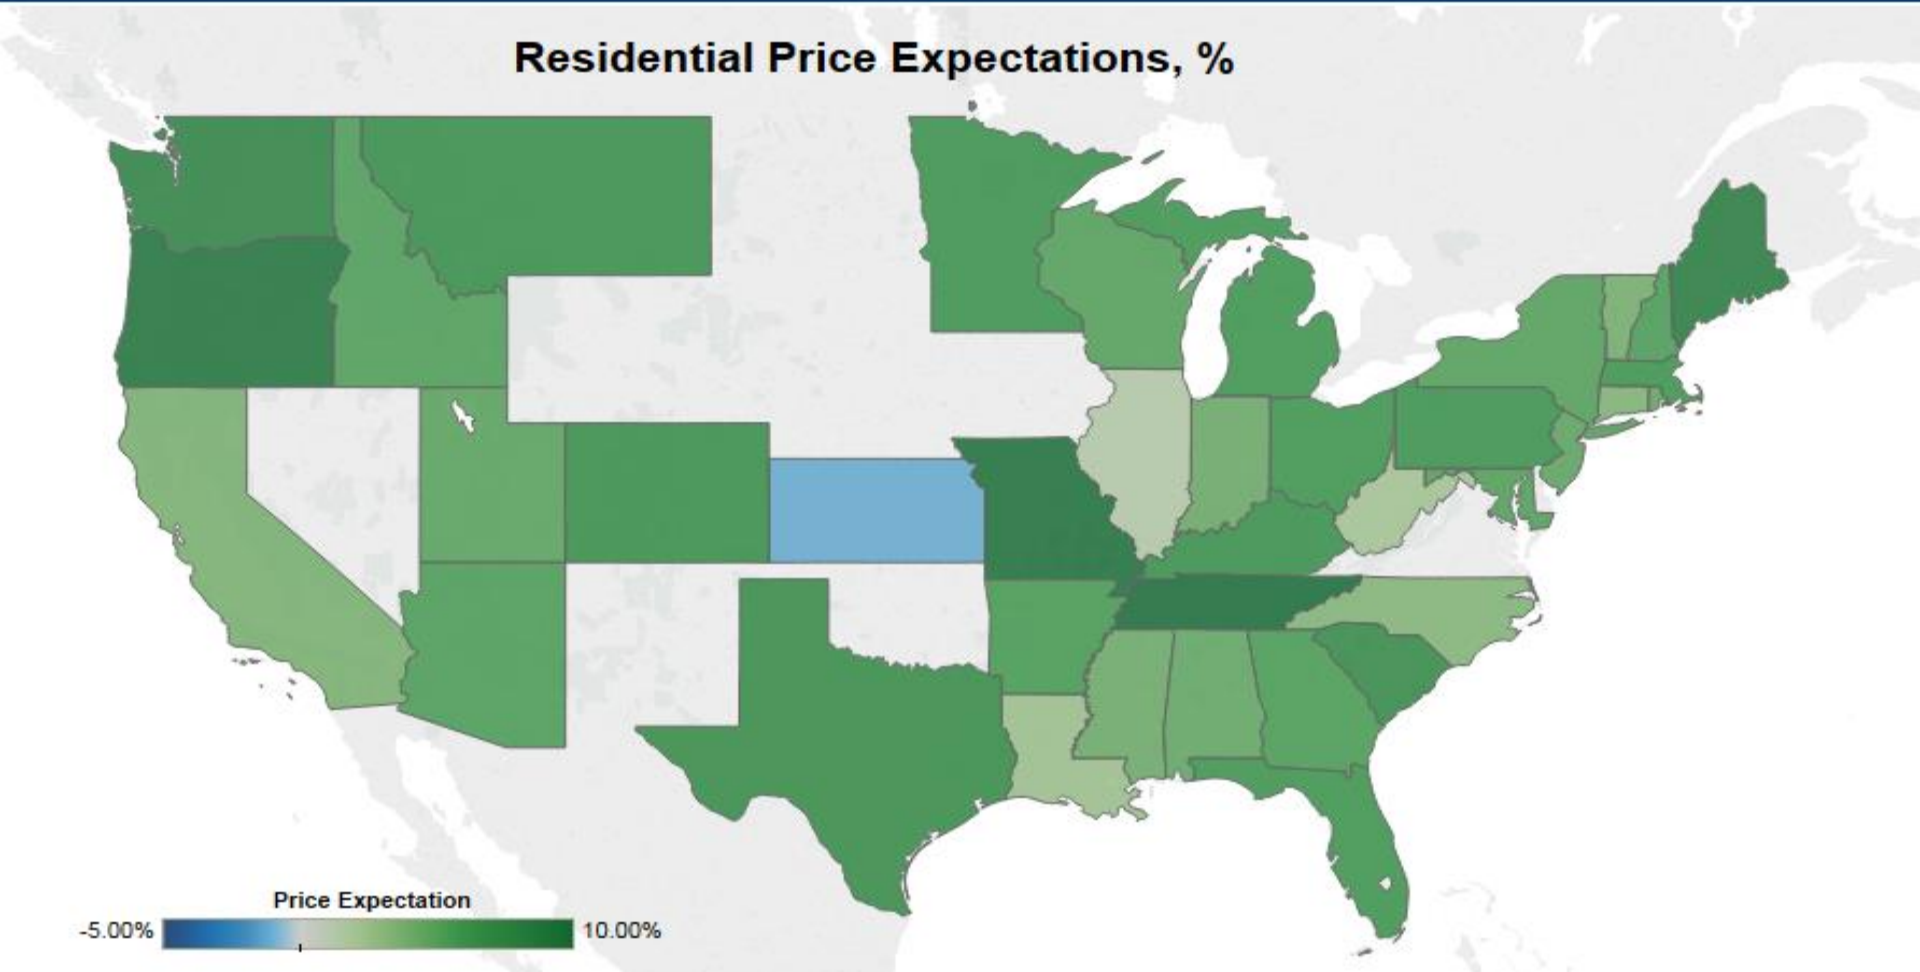 Residential Price Expectations, %
Price Expectation
-5.00% 10.00%